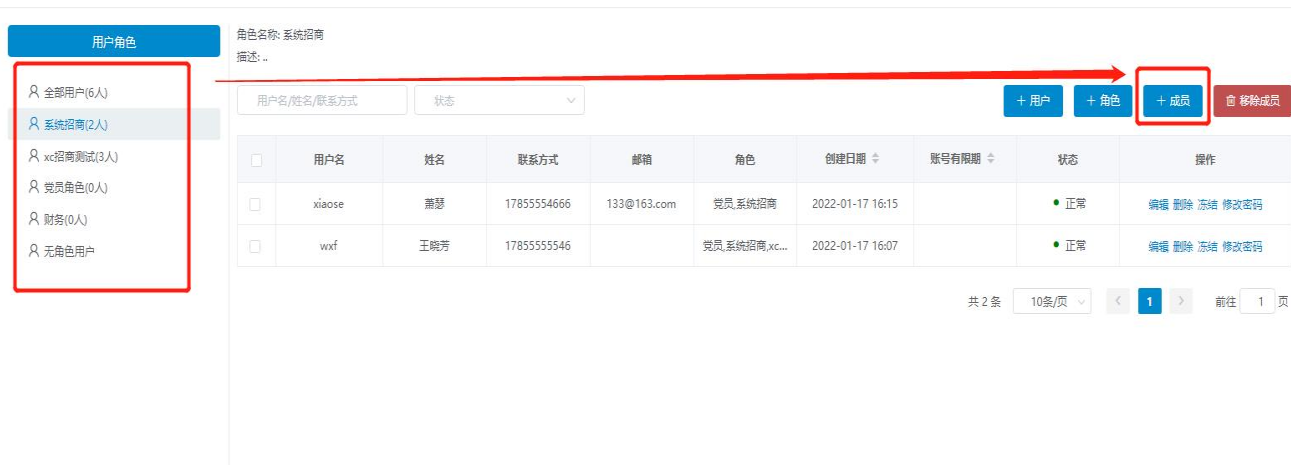 用户角色
全部用户(6人)
系统招商(2人)
xc招商测试(3人)
党员角色(0人)
财务(0人)
无角色用户
角色名称: 系统招商
描述: ..
用户名/姓名/联系方式 状态 + 用户 + 角色 + 成员 移除成员
用户名 姓名 联系方式 邮箱 角色 创建日期 账号有限期 状态 操作
xiaose 萧瑟 17855554666 133@163.com 党员,系统招商 2022-01-17 16:15 正常 编辑 删除 冻结 修改密码
wxf 王晓芳 17855555546 党员,系统招商,xc... 2022-01-17 16:07 正常 编辑 删除 冻结 修改密码
共 2 条 10条/页 < 1 > 前往 1 页